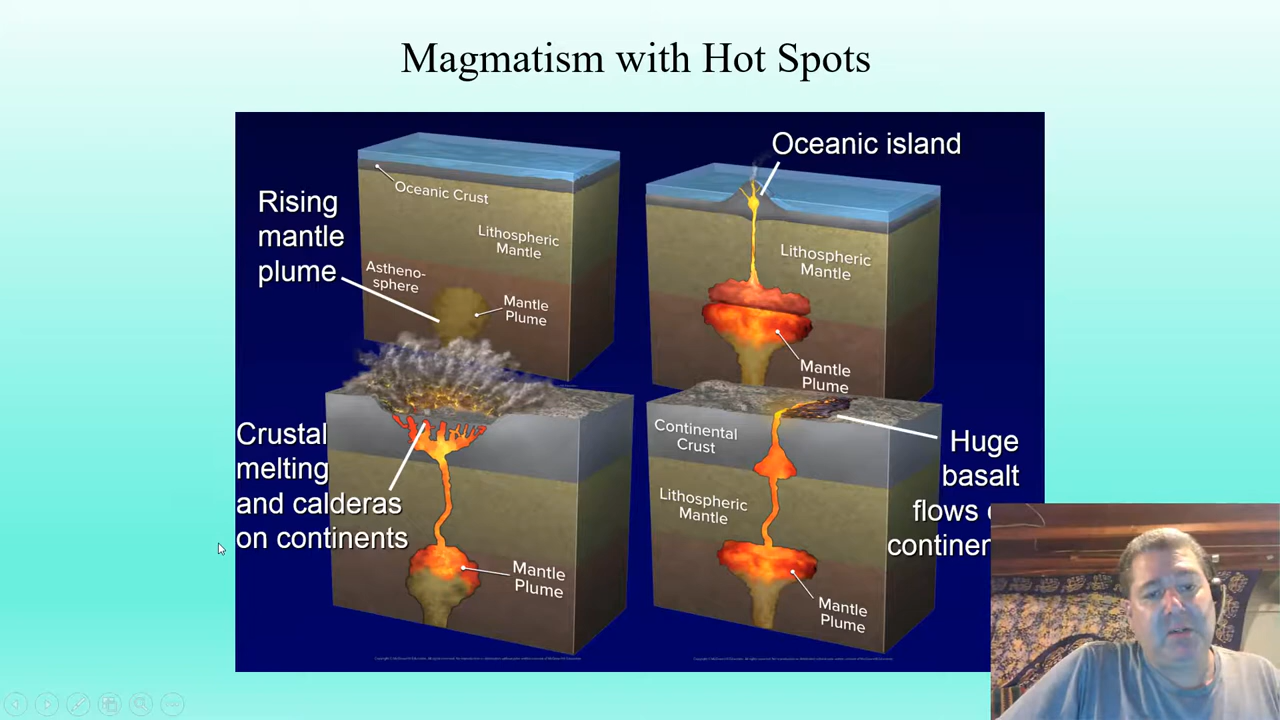 Magmatism with Hot Spots
Oceanic Crust
Rising
mantle
plume
Lithospheric
Mantle
Astheno-
sphere
Mantle
Plume
Oceanic island
Lithospheric
Mantle
Mantle
Plume
Crustal
melting
and calderas
on continents
Mantle
Plume
Continental
Crust
Lithospheric
Mantle
Huge
basalt
flows
Mantle
Plume